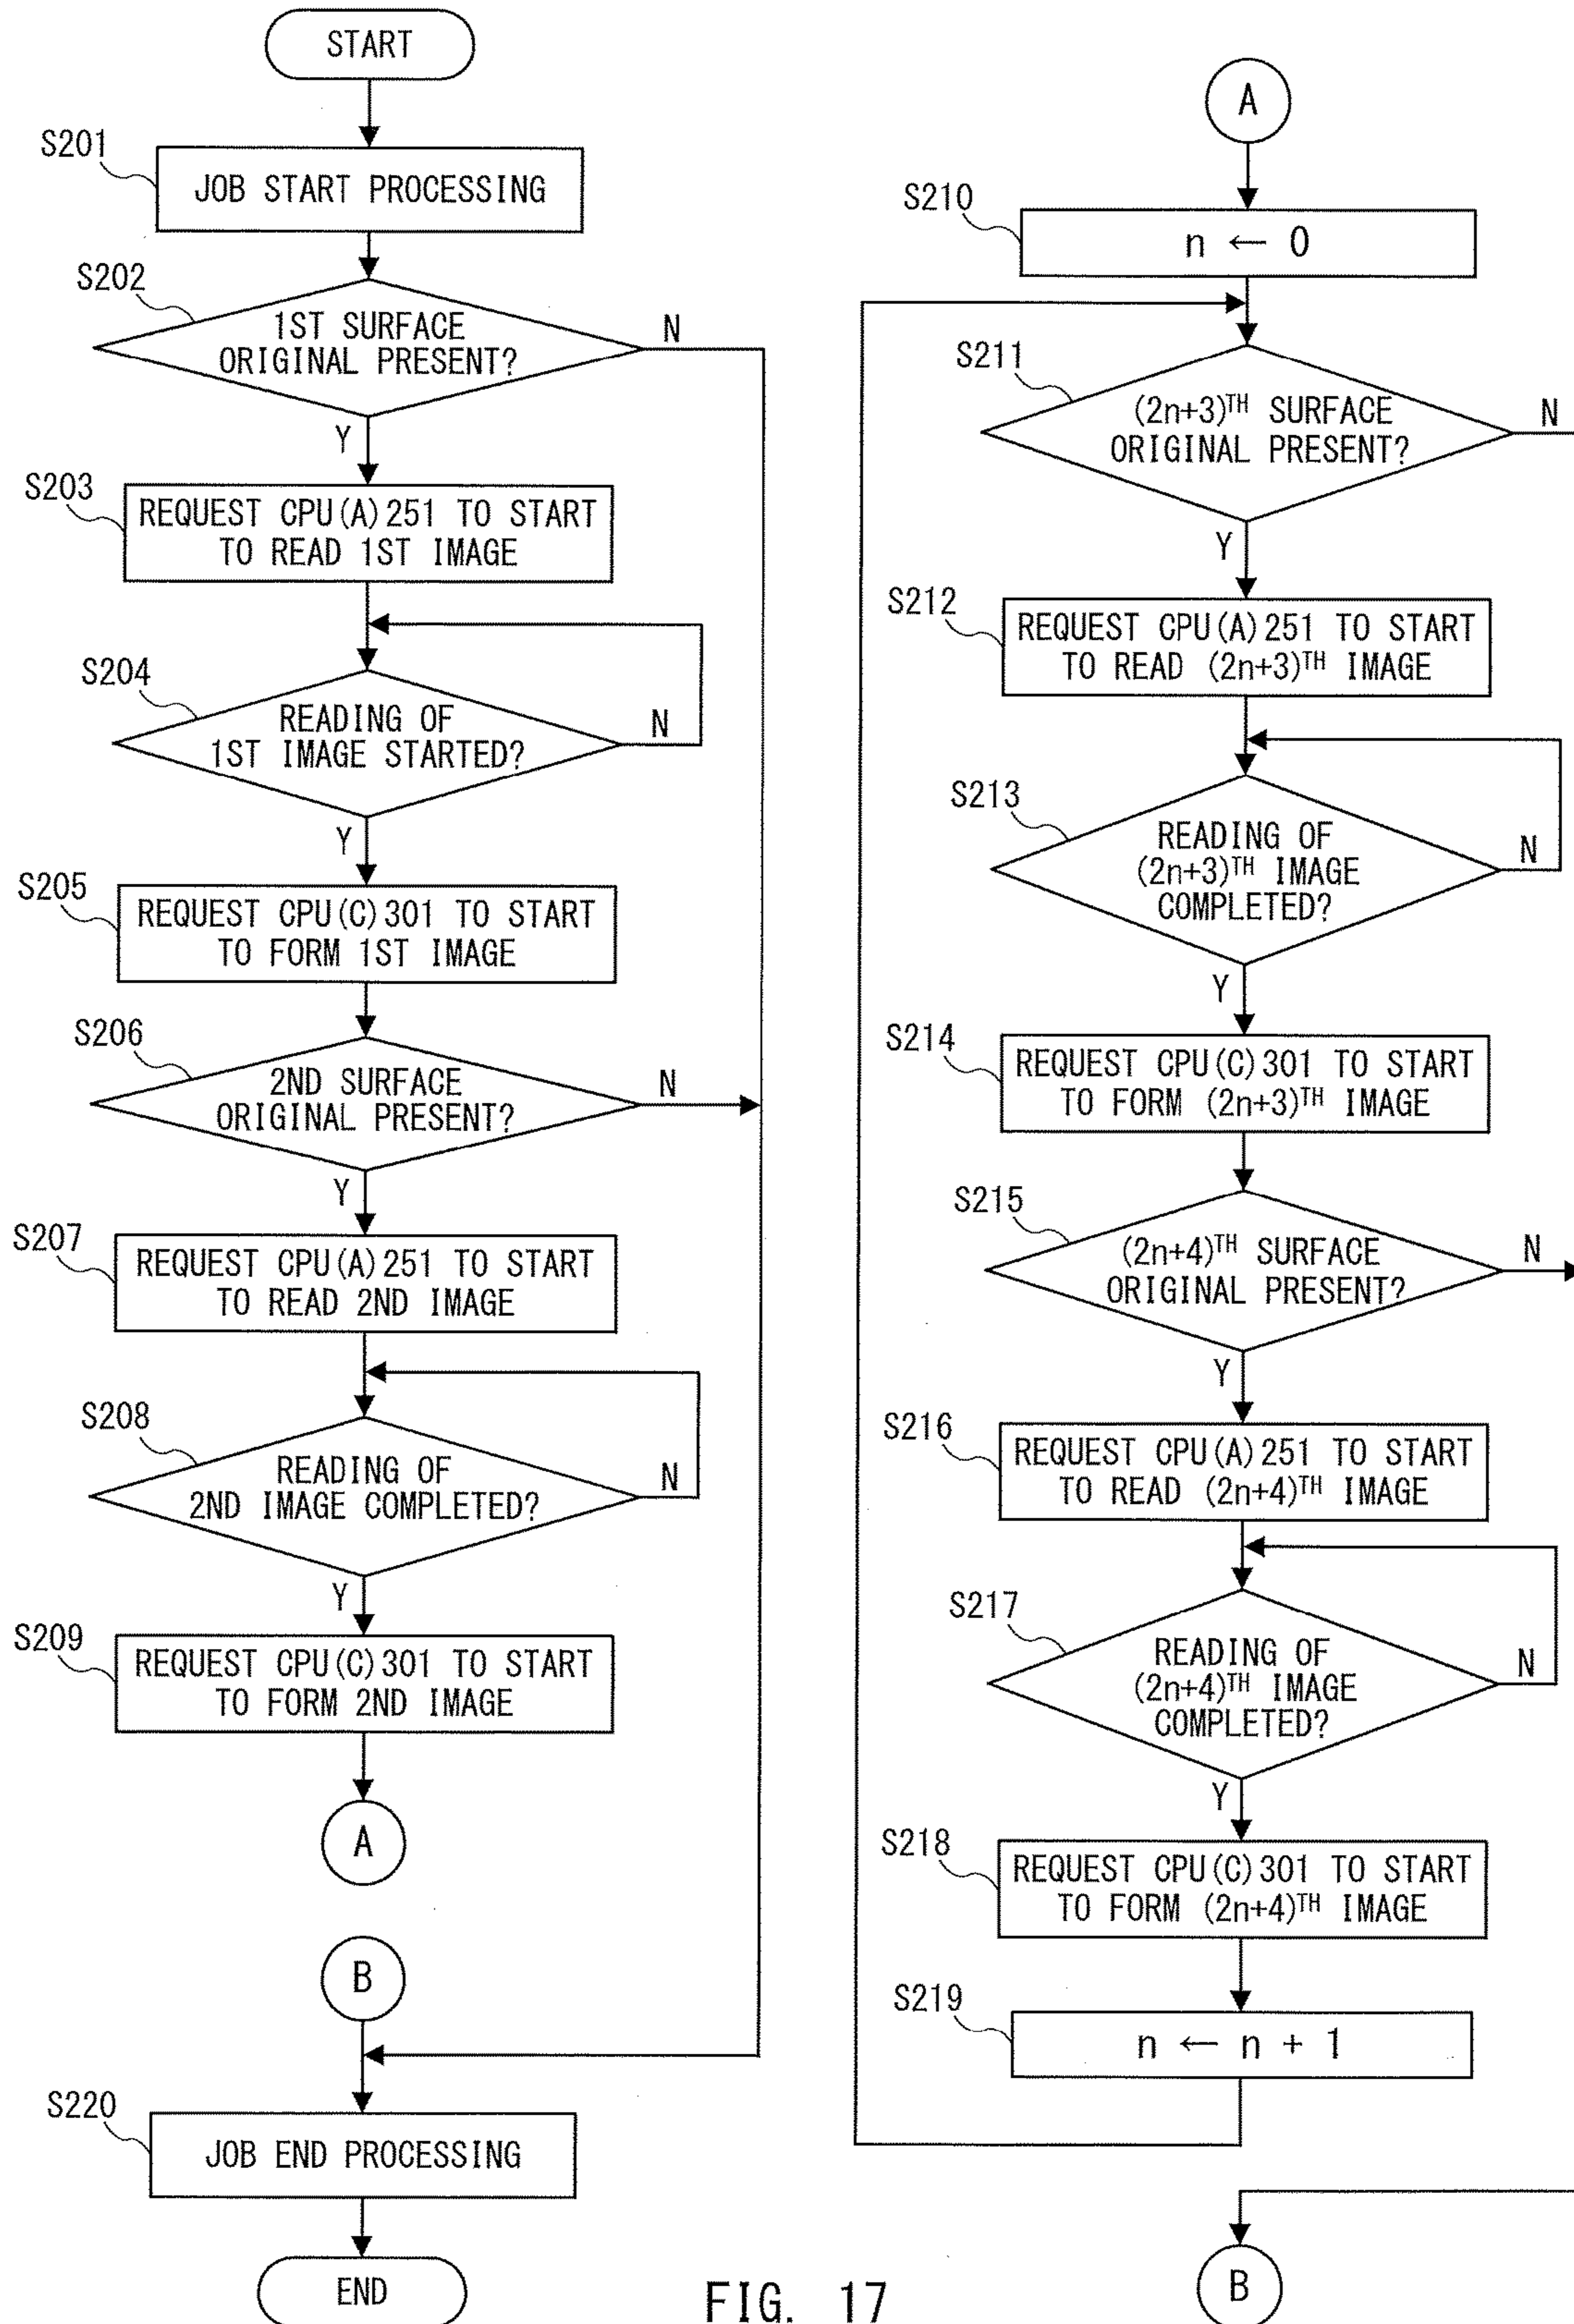 START
S201
JOB START PROCESSING
S202
1ST SURFACE
ORIGINAL PRESENT?
N
Y
S203
REQUEST CPU(A)251 TO START
TO READ 1ST IMAGE
S204
READING OF
1ST IMAGE STARTED?
N
Y
S205
REQUEST CPU(C)301 TO START
TO FORM 1ST IMAGE
S206
2ND SURFACE
ORIGINAL PRESENT?
N
Y
S207
REQUEST CPU(A)251 TO START
TO READ 2ND IMAGE
S208
READING OF
2ND IMAGE COMPLETED?
N
Y
S209
REQUEST CPU(C)301 TO START
TO FORM 2ND IMAGE
A
B
S220
JOB END PROCESSING
END
A
S210
n ← 0
S211
(2n+3)TH SURFACE
ORIGINAL PRESENT?
N
Y
S212
REQUEST CPU(A)251 TO START
TO READ (2n+3)TH IMAGE
S213
READING OF
(2n+3)TH IMAGE
COMPLETED?
N
Y
S214
REQUEST CPU(C)301 TO START
TO FORM (2n+3)TH IMAGE
S215
(2n+4)TH SURFACE
ORIGINAL PRESENT?
N
Y
S216
REQUEST CPU(A)251 TO START
TO READ (2n+4)TH IMAGE
S217
READING OF
(2n+4)TH IMAGE
COMPLETED?
N
Y
S218
REQUEST CPU(C)301 TO START
TO FORM (2n+4)TH IMAGE
S219
n ← n + 1
B
FIG. 17